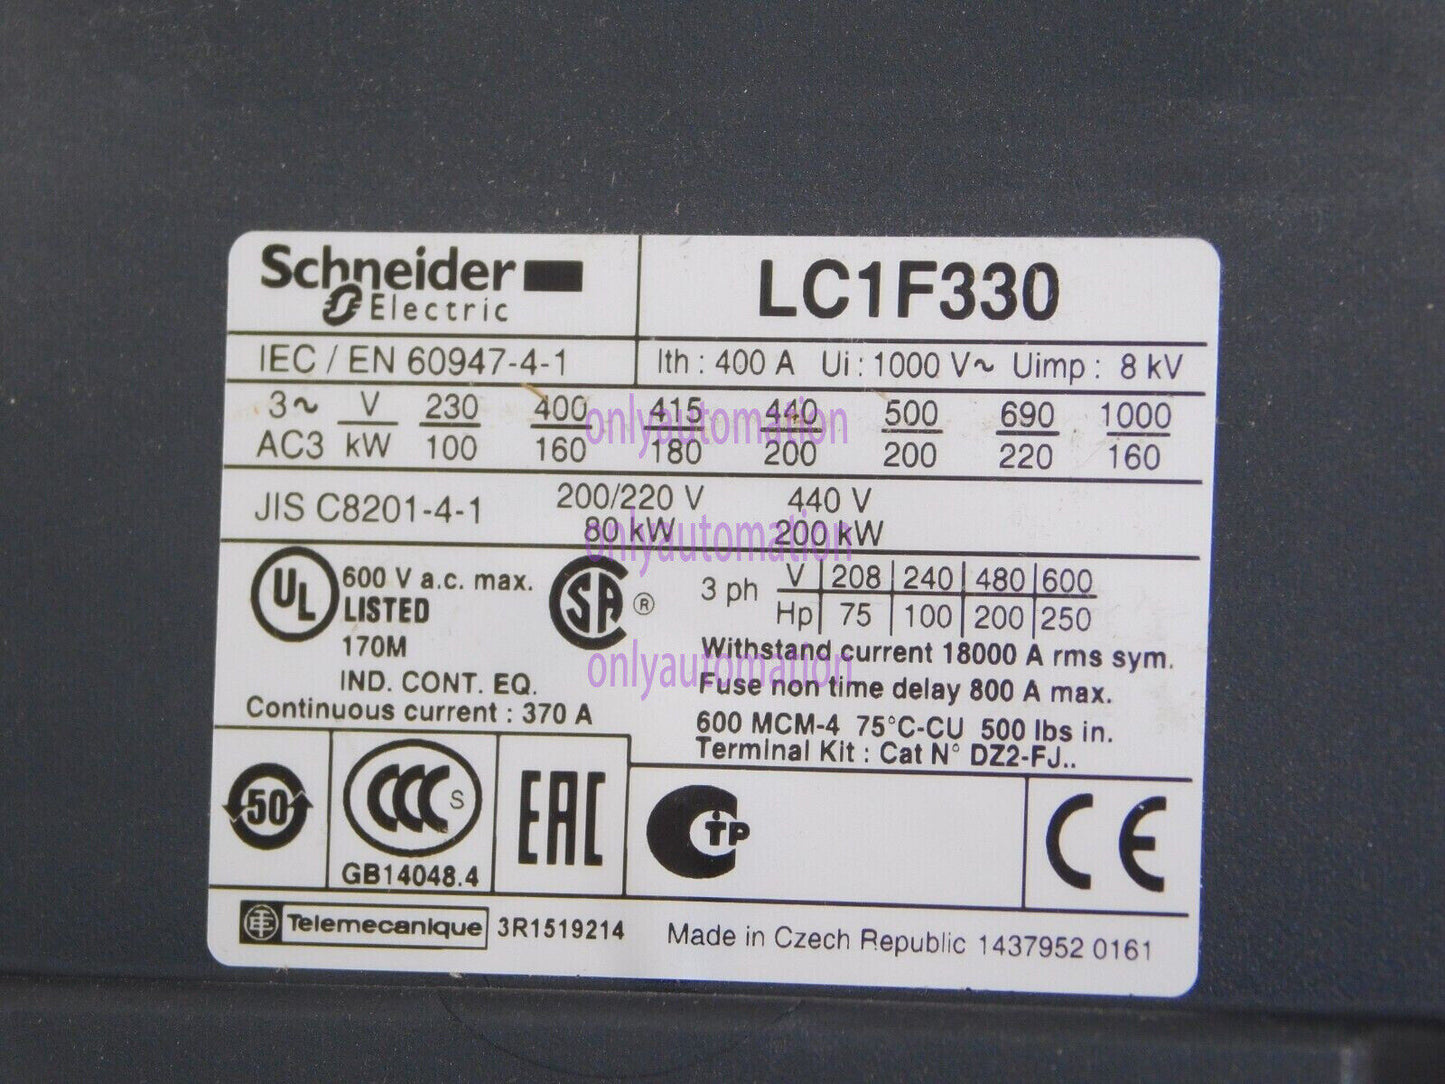 Schneider
Electric
LC1F330
IEC / EN 60947-4-1
Ith : 400 A Ui : 1000 V~ Uimp : 8 kV
3~ V 230 400 415 440 500 690 1000
AC3 kW 100 160 180 200 200 220 160
JIS C8201-4-1
200/220 V 440 V
80 kW 200 kW
onlyautomation
onlyautomation
onlyautomation
UL
600 V a.c. max.
LISTED
170M
IND. CONT. EQ.
Continuous current : 370 A
SA ®
3 ph V 208 240 480 600
Hp 75 100 200 250
Withstand current 18000 A rms sym.
Fuse non time delay 800 A max.
600 MCM-4 75°C-CU 500 lbs in.
Terminal Kit : Cat N° DZ2-FJ..
50
CCC S
GB14048.4
EAC
CTP
CE
TE Telemecanique 3R1519214
Made in Czech Republic 1437952 0161